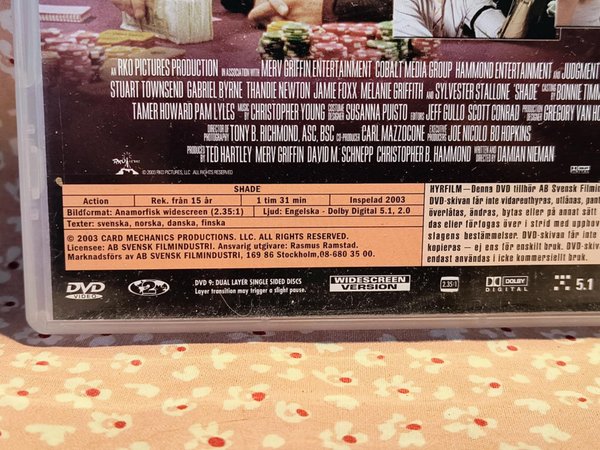 AN RKO PICTURES PRODUCTION IN ASSOCIATION WITH MERV GRIFFIN ENTERTAINMENT COBALT MEDIA GROUP HAMMOND ENTERTAINMENT AND JUDGMENT
STUART TOWNSEND GABRIEL BYRNE THANDIE NEWTON JAMIE FOXX MELANIE GRIFFITH AND SYLVESTER STALLONE 'SHADE' CASTING BY CONNIE TIMM
TAMER HOWARD PAM LYLES MUSIC BY CHRISTOPHER YOUNG COSTUME DESIGNER SUSANNA PUISTO EDITORS JEFF GULLO SCOTT CONRAD PRODUCTION DESIGNER GREGORY VAN HO
DIRECTOR OF PHOTOGRAPHY TONY B. RICHMOND, ASC, BSC CO-PRODUCER CARL MAZZOCONE EXECUTIVE PRODUCERS JOE NICOLO BO HOPKINS
PRODUCED BY TED HARTLEY MERV GRIFFIN DAVID M. SCHNEPP CHRISTOPHER B. HAMMOND WRITTEN AND DIRECTED BY DAMIAN NIEMAN
© 2003 RKO PICTURES, LLC ALL RIGHTS RESERVED
SHADE
Action Rek. från 15 år 1 tim 31 min Inspelad 2003
Bildformat: Anamorfisk widescreen (2.35:1) Ljud: Engelska - Dolby Digital 5.1, 2.0
Texter: svenska, norska, danska, finska
© 2003 CARD MECHANICS PRODUCTIONS. LLC. ALL RIGHTS RESERVED.
Licensee: AB SVENSK FILMINDUSTRI. Ansvarig utgivare: Rasmus Ramstad.
Marknadsförs av AB SVENSK FILMINDUSTRI, 169 86 Stockholm,08-680 35 00.
HYRFILM – Denna DVD tillhör AB Svensk Filmin
DVD-skivan får inte vidareuthyras, utlånas, pant
överlåtas, ändras, bytas eller på annat sätt
das eller förfogas över i strid med upphov
slagens bestämmelser. DVD-skivan får inte
kopieras – ej ens för enskilt bruk. DVD-skivan
endast användas i icke kommersiellt bruk.
DVD VIDEO
2
DVD 9: DUAL LAYER SINGLE SIDED DISCS
Layer transition may trigger a slight pause.
WIDESCREEN VERSION
2.35:1
DOLBY DIGITAL
5.1